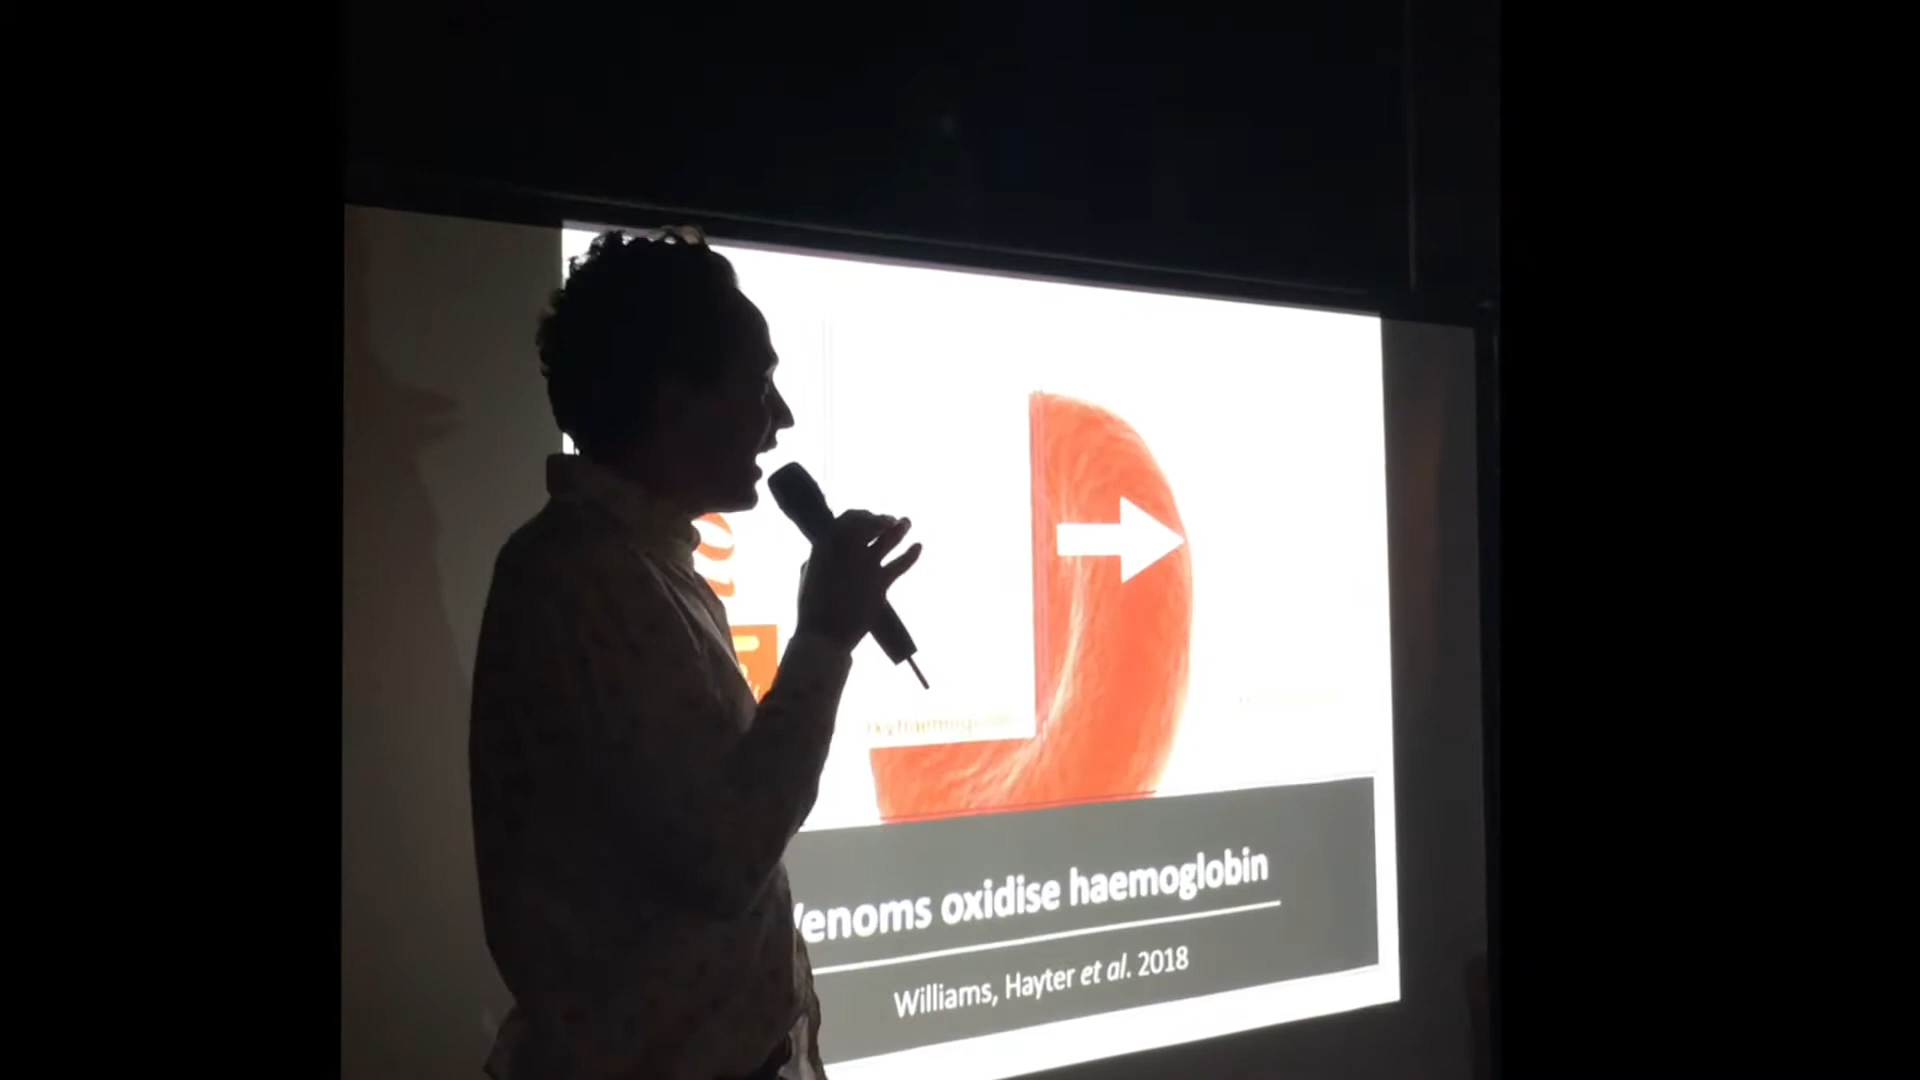 Venoms oxidise haemoglobin
Williams, Hayter et al. 2018